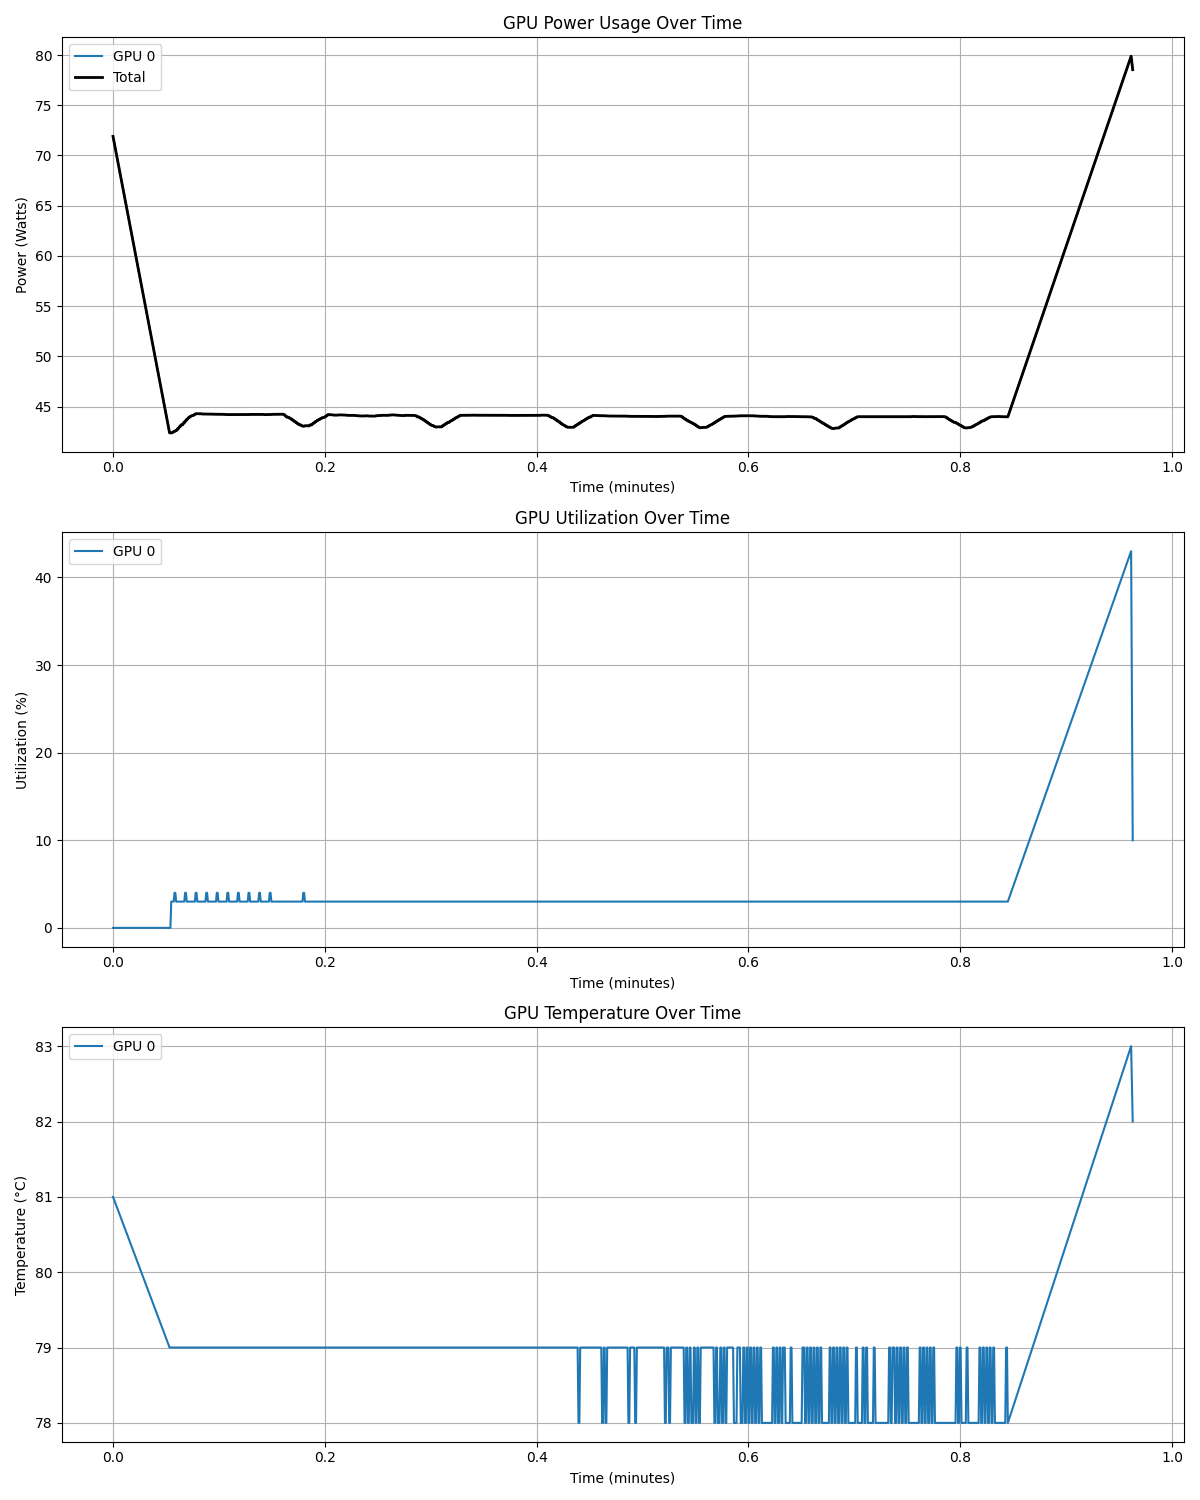 GPU Power Usage Over Time
GPU 0
Total
80
75
70
65
60
55
50
45
Power (Watts)
0.0 0.2 0.4 0.6 0.8 1.0
Time (minutes)
GPU Utilization Over Time
GPU 0
40
30
20
10
0
Utilization (%)
0.0 0.2 0.4 0.6 0.8 1.0
Time (minutes)
GPU Temperature Over Time
GPU 0
83
82
81
80
79
78
Temperature (°C)
0.0 0.2 0.4 0.6 0.8 1.0
Time (minutes)